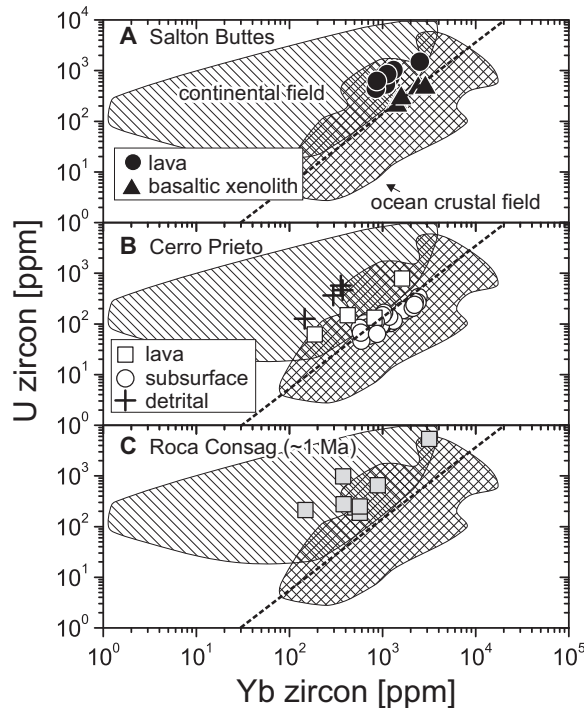 A Salton Buttes
continental field
lava
basaltic xenolith
ocean crustal field
10⁴
10³
10²
10¹
10⁰
B Cerro Prieto
lava
subsurface
detrital
10³
10²
10¹
10⁰
C Roca Consag (~1 Ma)
10³
10²
10¹
10⁰
10⁰ 10¹ 10² 10³ 10⁴ 10⁵
U zircon [ppm]
Yb zircon [ppm]